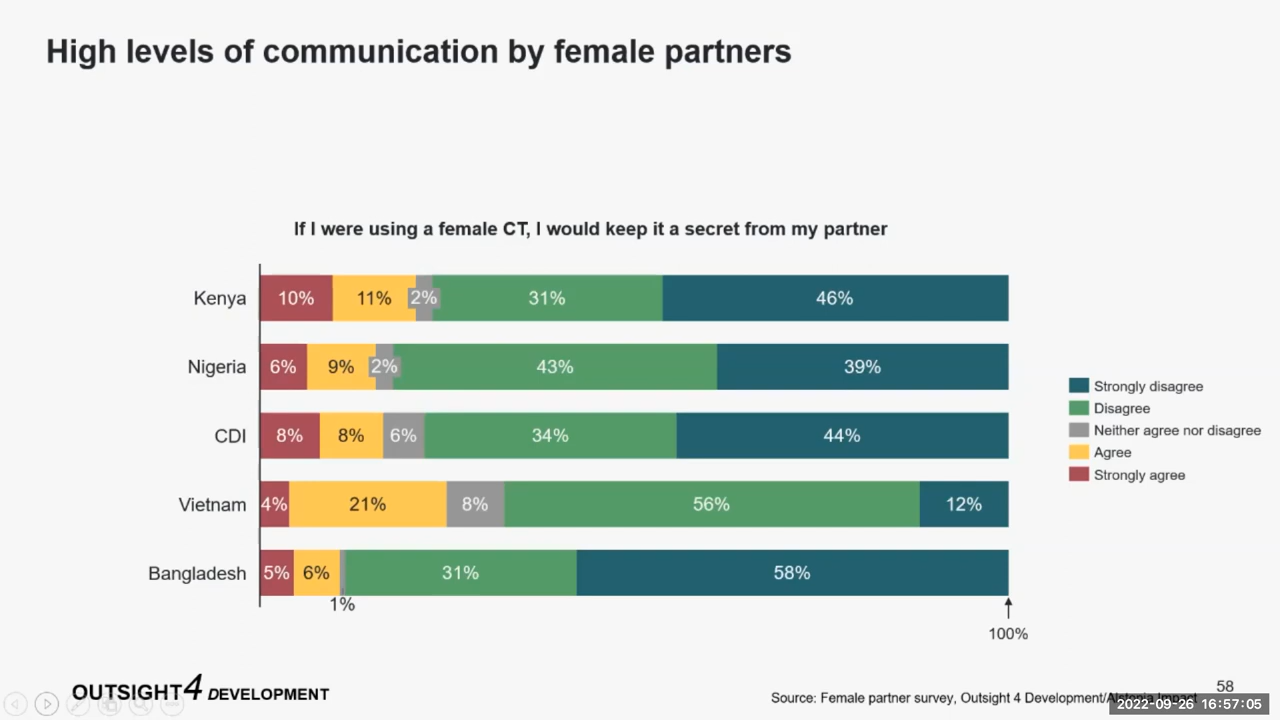 High levels of communication by female partners
If I were using a female CT, I would keep it a secret from my partner
Kenya 10% 11% 2% 31% 46%
Nigeria 6% 9% 2% 43% 39%
CDI 8% 8% 6% 34% 44%
Vietnam 4% 21% 8% 56% 12%
Bangladesh 5% 6% 31% 58%
1%
100%
Strongly disagree
Disagree
Neither agree nor disagree
Agree
Strongly agree
OUTSIGHT4 DEVELOPMENT
58
Source: Female partner survey, Outsight 4 Development/Alstonia Impact
2022-09-26 16:57:05